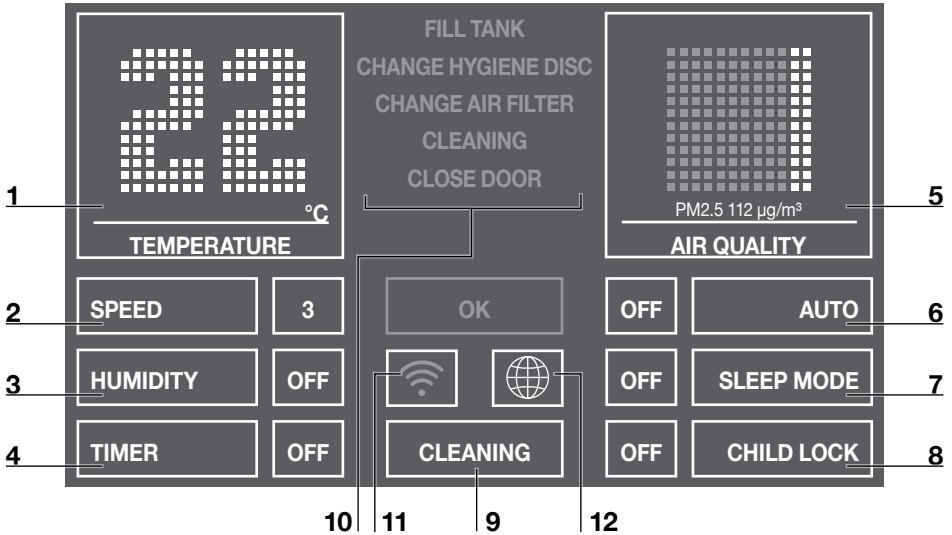 22
°C
TEMPERATURE
FILL TANK
CHANGE HYGIENE DISC
CHANGE AIR FILTER
CLEANING
CLOSE DOOR
PM2.5 112 µg/m³
AIR QUALITY
1
5
SPEED 3
OK
OFF AUTO
2
6
HUMIDITY OFF
OFF SLEEP MODE
3
7
TIMER OFF
CLEANING
OFF CHILD LOCK
4
8
10 11 9 12